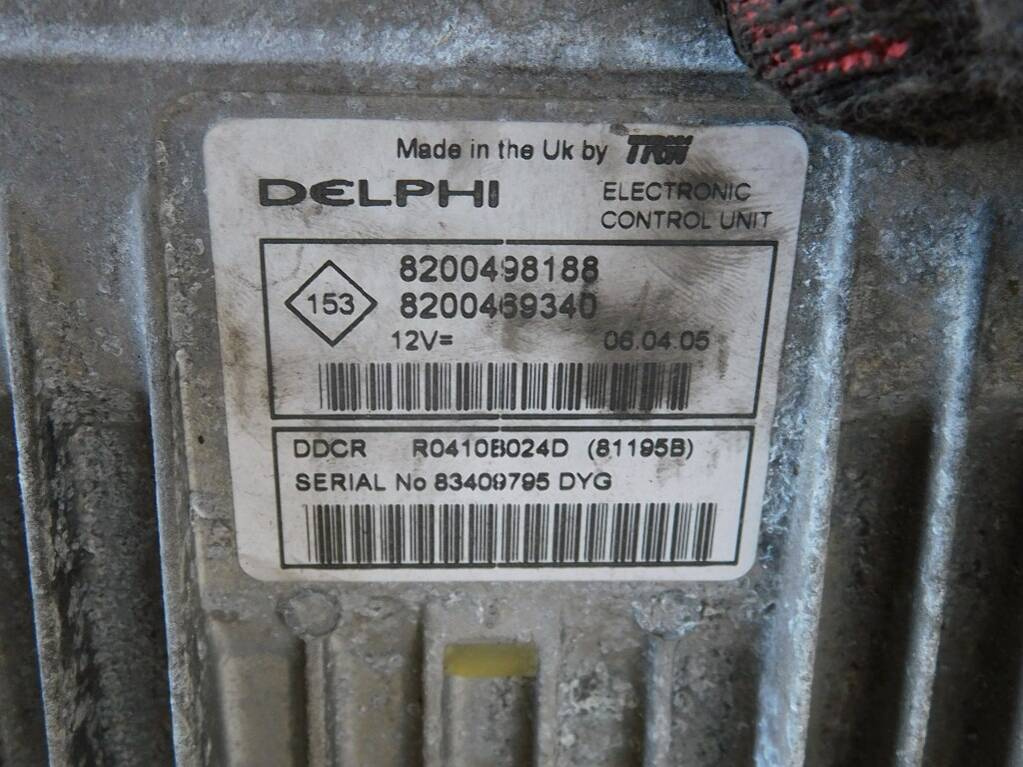 Made in the Uk by TRW
DELPHI
ELECTRONIC
CONTROL UNIT
153
8200498188
8200469340
12V= 06.04.05
DDCR R0410B024D (81195B)
SERIAL No 83409795 DYG